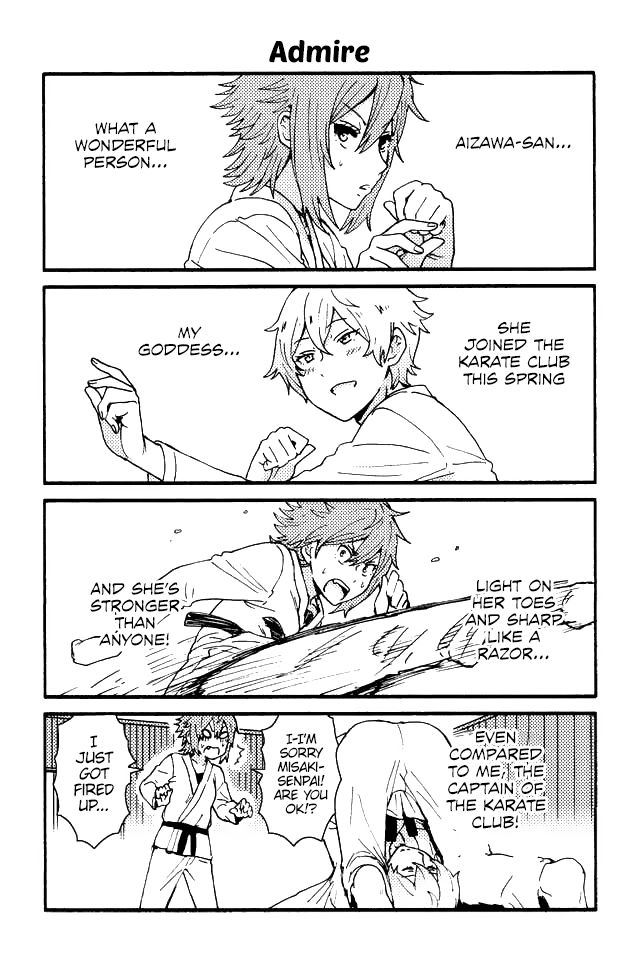 Admire
AIZAWA-SAN...
WHAT A
WONDERFUL
PERSON...
SHE
JOINED THE
KARATE CLUB
THIS SPRING
MY
GODDESS...
LIGHT ON
HER TOES
AND SHARP
LIKE A
RAZOR...
AND SHE'S
STRONGER
THAN
ANYONE!
EVEN
COMPARED
TO ME, THE
CAPTAIN OF
THE KARATE
CLUB!
I-I'M
SORRY
MISAKI-
SENPAI!
ARE YOU
OK!?
I
JUST
GOT
FIRED
UP...